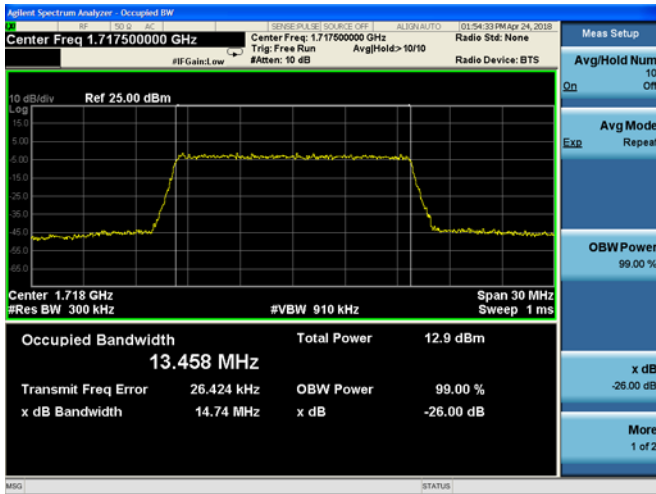 Agilent Spectrum Analyzer - Occupied BW
RF 50 Ω AC SENSE:PULSE SOURCE OFF ALIGN AUTO 01:54:33 PM Apr 24, 2018
Center Freq 1.717500000 GHz
Center Freq: 1.717500000 GHz
Radio Std: None
Trig: Free Run Avg|Hold:> 10/10
#IFGain:Low
#Atten: 10 dB
Radio Device: BTS
10 dB/div Ref 25.00 dBm
Log
15.0
5.00
-5.00
-15.0
-25.0
-35.0
-45.0
-55.0
-65.0
Center 1.718 GHz
Span 30 MHz
#Res BW 300 kHz
#VBW 910 kHz
Sweep 1 ms
Occupied Bandwidth
Total Power 12.9 dBm
13.458 MHz
Transmit Freq Error 26.424 kHz
OBW Power 99.00 %
x dB Bandwidth 14.74 MHz
x dB -26.00 dB
MSG
STATUS
Meas Setup
Avg/Hold Num
10
On Off
Avg Mode
Exp Repeat
OBW Power
99.00 %
x dB
-26.00 dB
More
1 of 2